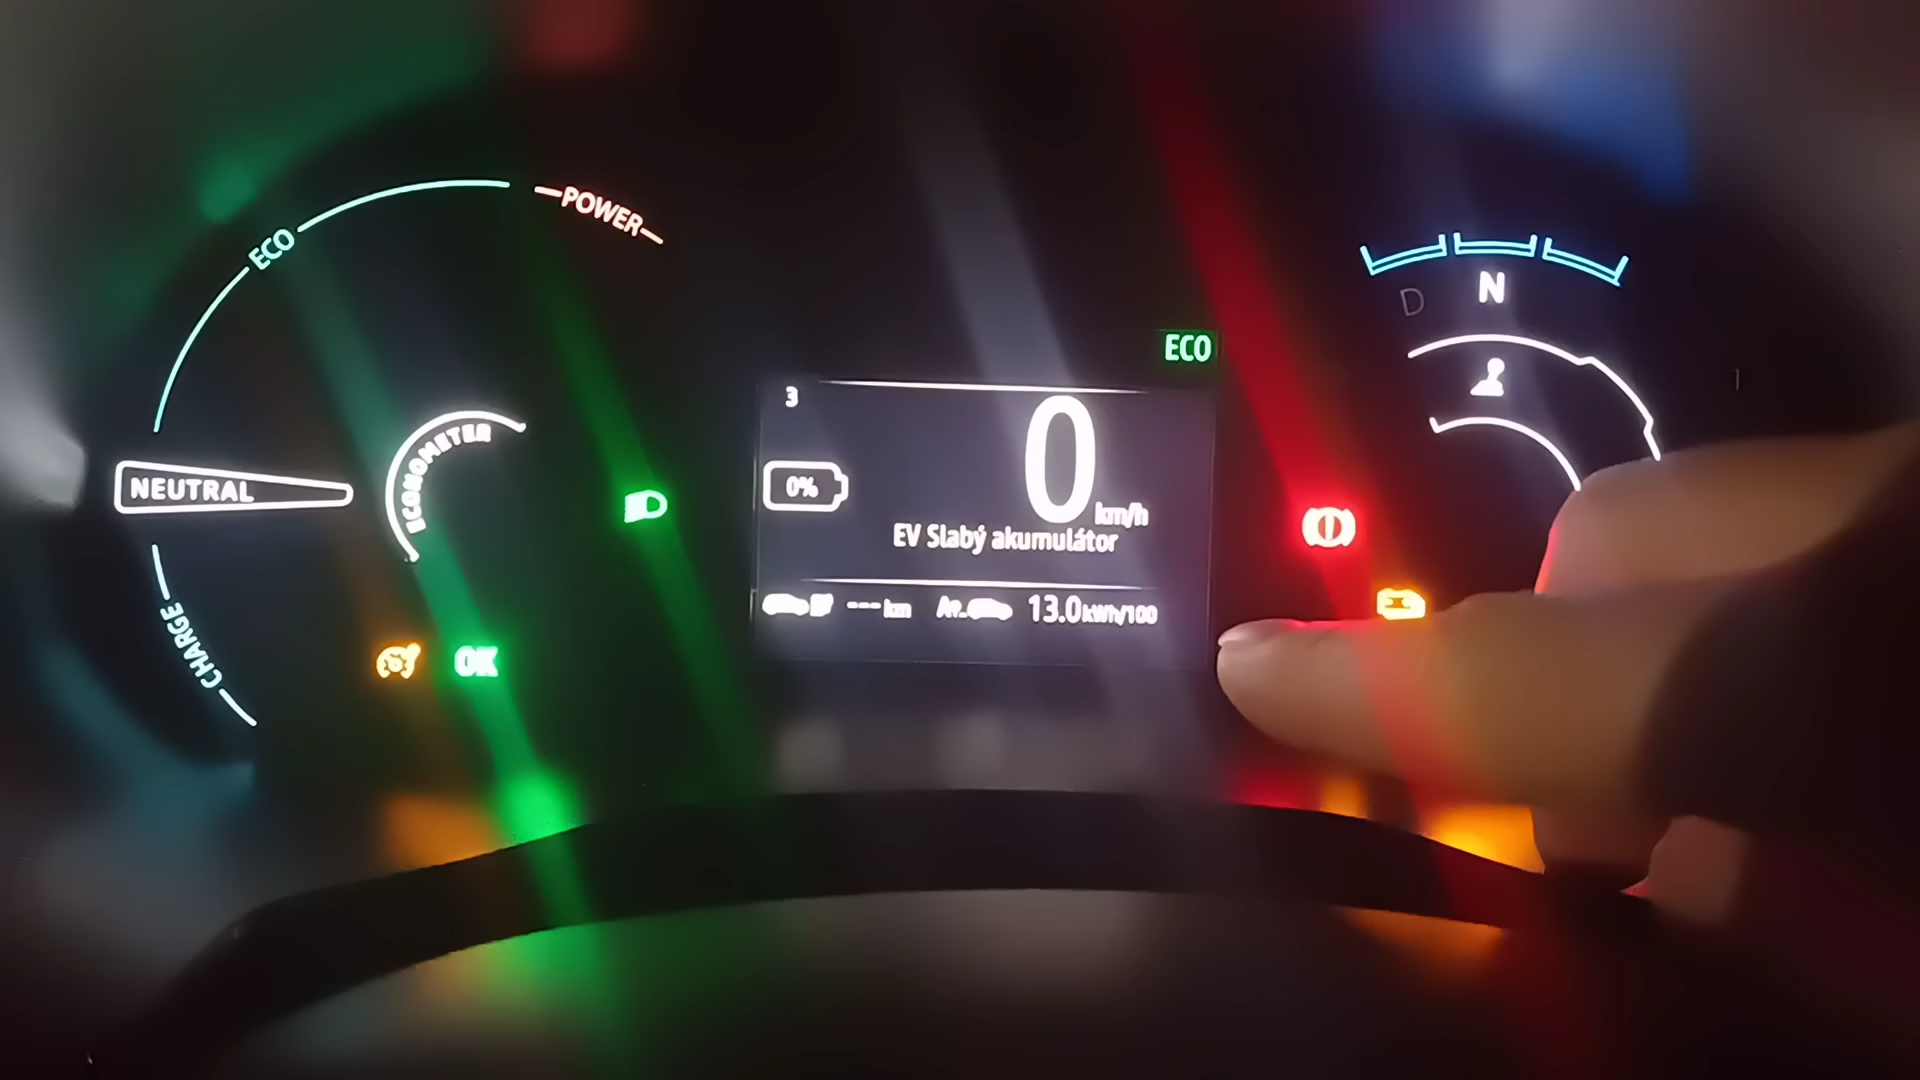 POWER
ECO
N
D
ECO
3
0
ECONOMETER
NEUTRAL
0%
km/h
EV Slabý akumulátor
--- km
13.0 kWh/100
CHARGE
OK